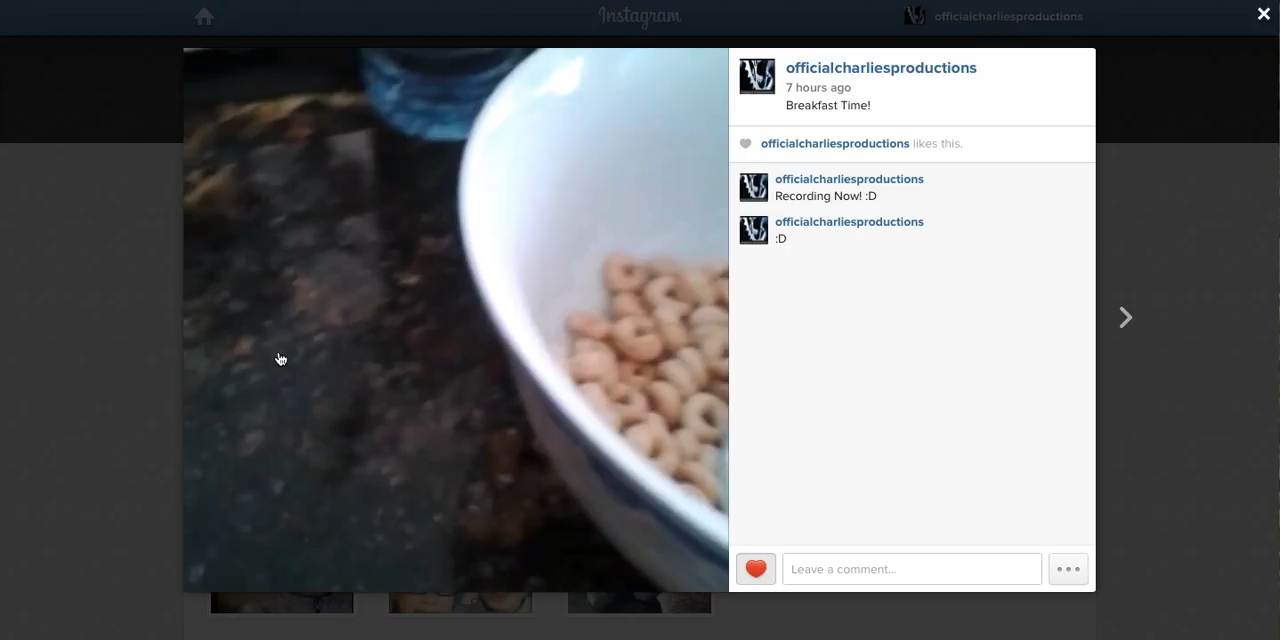 Instagram
officialcharliesproductions
officialcharliesproductions
7 hours ago
Breakfast Time!
officialcharliesproductions likes this.
officialcharliesproductions
Recording Now! :D
officialcharliesproductions
:D
Leave a comment...